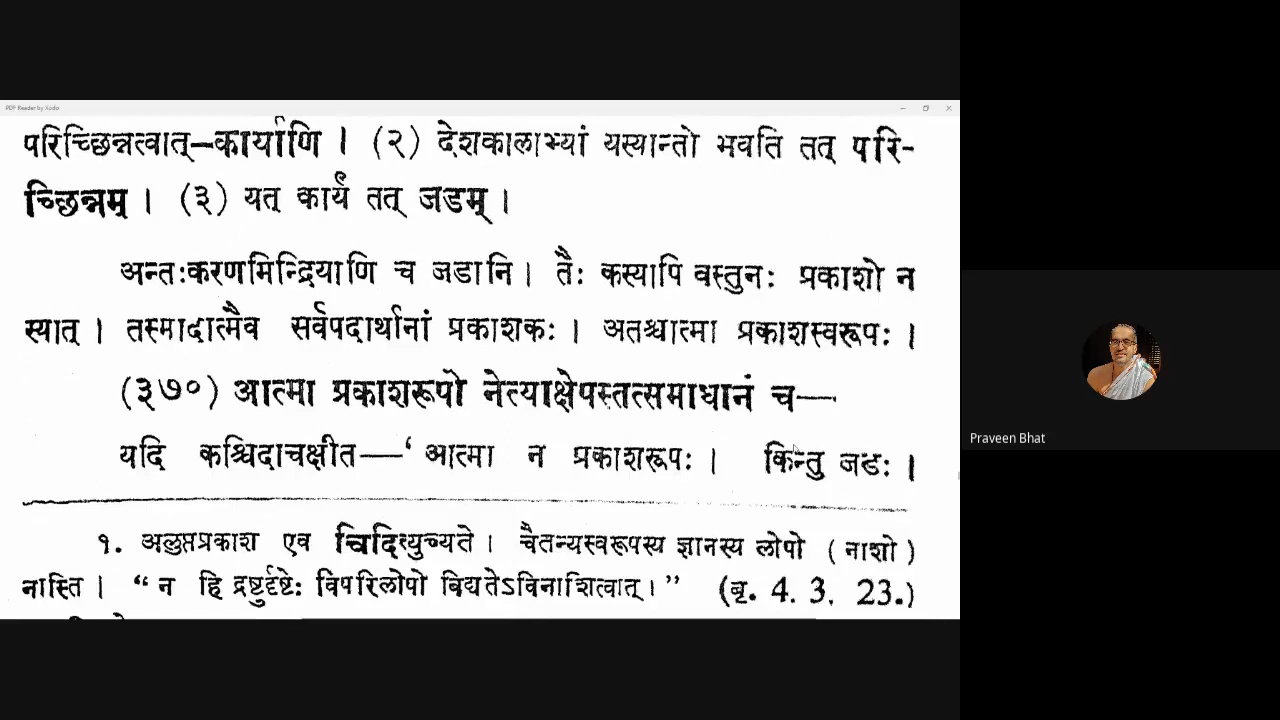 PDF Reader by Xodo
परिच्छिन्नत्वात्–कार्याणि । (२) देशकालाभ्यां यस्यान्तो भवति तत् परि-
च्छिन्नम् । (३) यत् कार्यं तत् जडम् ।
अन्तःकरणमिन्द्रियाणि च जडानि । तैः कस्यापि वस्तुनः प्रकाशो न
स्यात् । तस्मादात्मैव सर्वपदार्थानां प्रकाशकः । अतश्चात्मा प्रकाशस्वरूपः ।
(३७०) आत्मा प्रकाशरूपो नेत्याक्षेपस्तत्समाधानं च—
यदि कश्चिदाचक्षीत—‘ आत्मा न प्रकाशरूपः । किन्तु जडः ।
१. अलुप्तप्रकाश एव चिदित्युच्यते । चैतन्यस्वरूपस्य ज्ञानस्य लोपो ( नाशो )
नास्ति । “ न हि द्रष्टुर्दृष्टेः विपरिलोपो विद्यतेऽविनाशित्वात् । ” (बृ. 4. 3. 23.)
Praveen Bhat